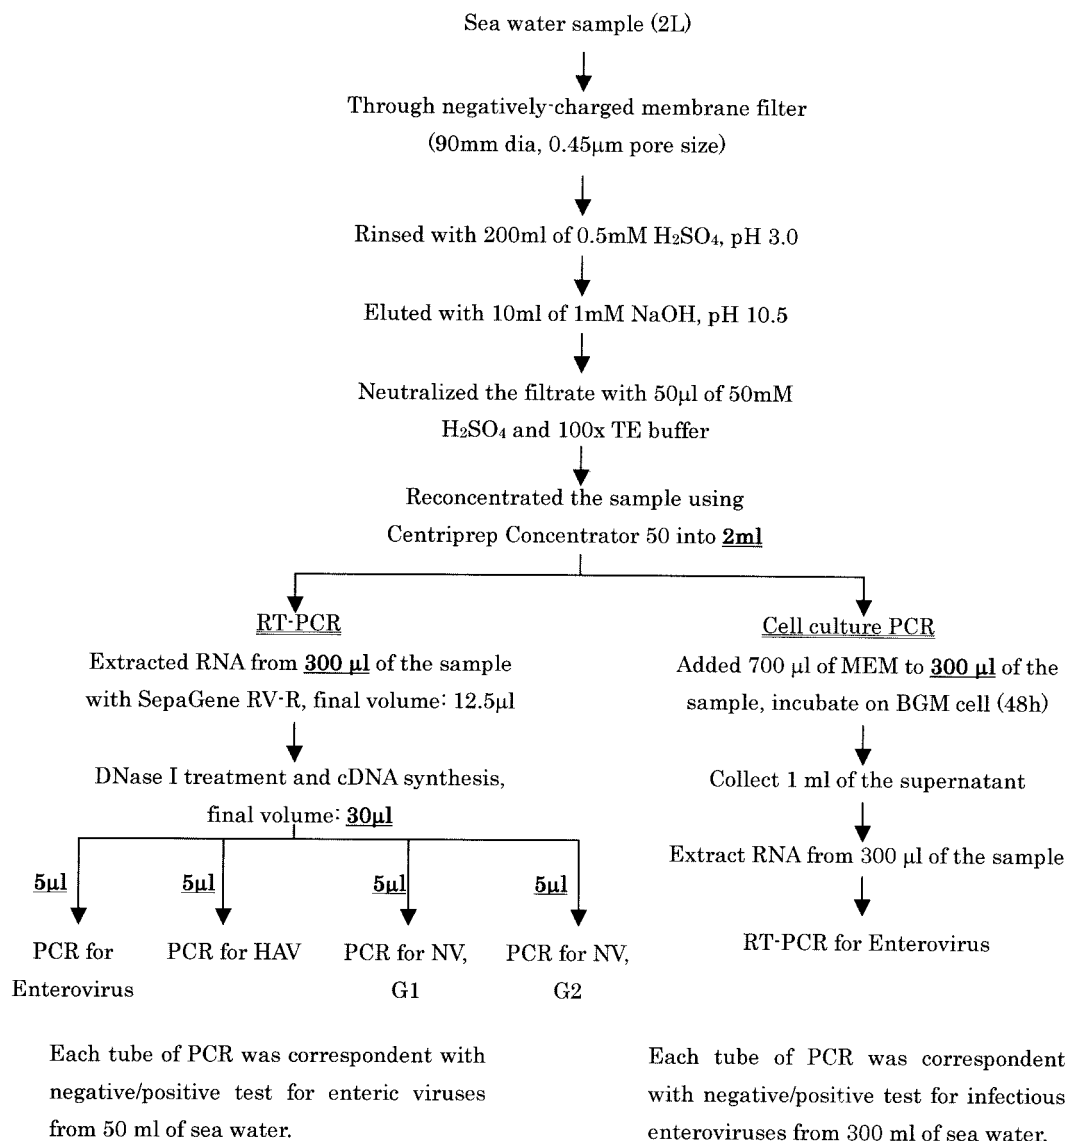 Sea water sample (2L)
Through negatively-charged membrane filter
(90mm dia, 0.45μm pore size)
Rinsed with 200ml of 0.5mM H₂SO₄, pH 3.0
Eluted with 10ml of 1mM NaOH, pH 10.5
Neutralized the filtrate with 50μl of 50mM
H₂SO₄ and 100x TE buffer
Reconcentrated the sample using
Centriprep Concentrator 50 into 2ml
RT-PCR
Extracted RNA from 300 μl of the sample
with SepaGene RV-R, final volume: 12.5μl
DNase I treatment and cDNA synthesis,
final volume: 30μl
5μl
5μl
5μl
5μl
PCR for
Enterovirus
PCR for HAV
PCR for NV,
G1
PCR for NV,
G2
Each tube of PCR was correspondent with
negative/positive test for enteric viruses
from 50 ml of sea water.
Cell culture PCR
Added 700 μl of MEM to 300 μl of the
sample, incubate on BGM cell (48h)
Collect 1 ml of the supernatant
Extract RNA from 300 μl of the sample
RT-PCR for Enterovirus
Each tube of PCR was correspondent
with negative/positive test for infectious
enteroviruses from 300 ml of sea water.